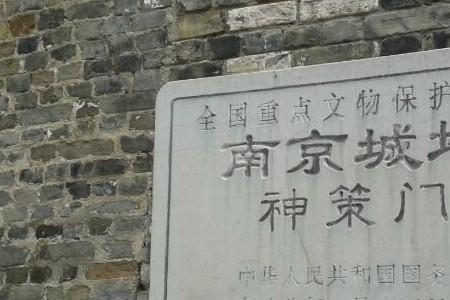 全国重点文物保护
南京城
神策门
中华人民共和国国务